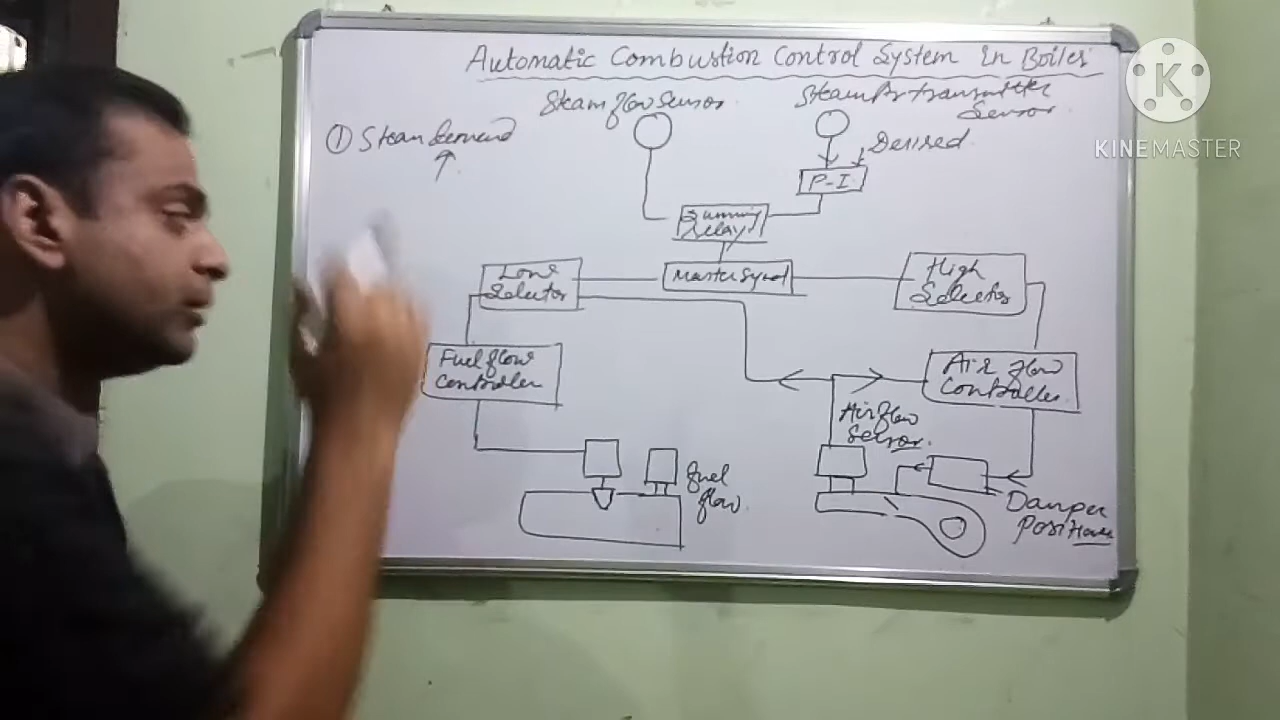 Automatic Combustion Control System in Boiler
Steam flow Sensor
Steam Pr transmitter
Sensor
① Steam demand ↑
Desired
P-I
Summing
Relay
Master Signal
Low
Selector
High
Selector
Fuel flow
Controller
Air flow
Controller
Air flow
Sensor.
fuel
flow
Damper
Position
K
KINEMASTER